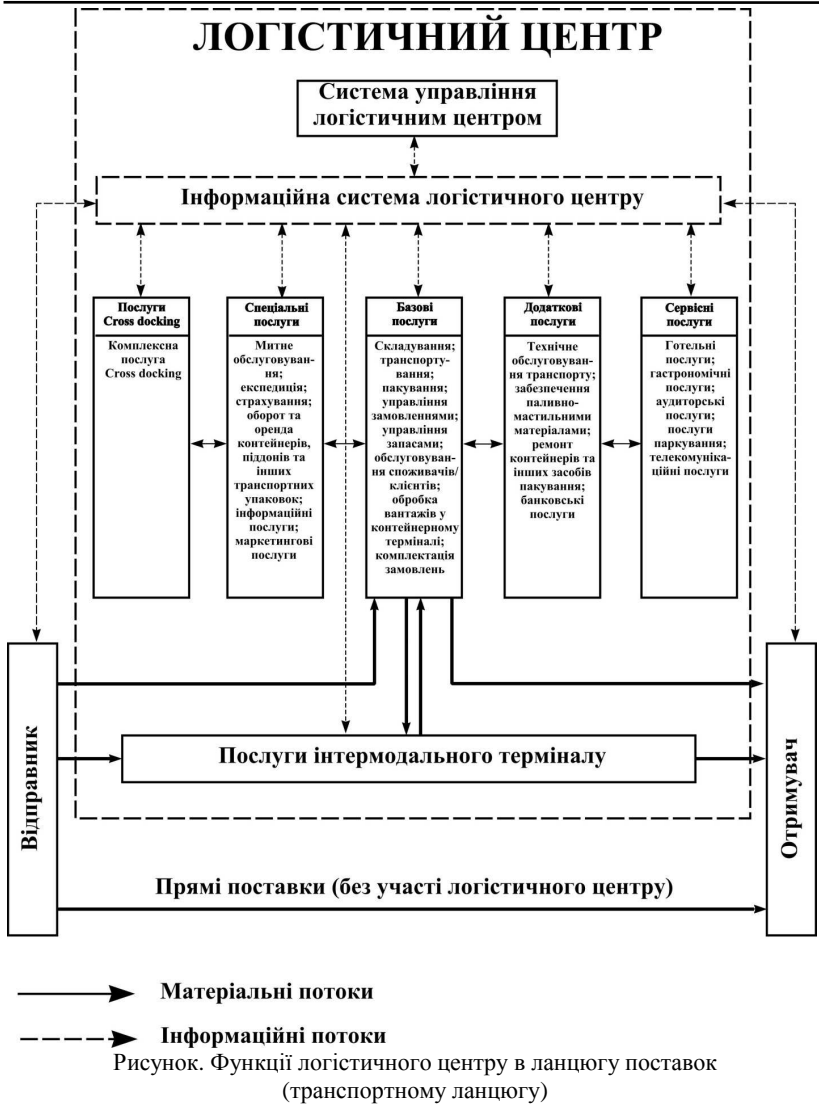 ЛОГІСТИЧНИЙ ЦЕНТР
Система управління
логістичним центром
Інформаційна система логістичного центру
Послуги
Cross docking
Комплексна
послуга
Cross docking
Спеціальні
послуги
Митне
обслуговуван-
ня;
експедиція;
страхування;
оборот та
оренда
контейнерів,
піддонів та
інших
транспортних
упаковок;
інформаційні
послуги;
маркетингові
послуги
Базові
послуги
Складування;
транспорту-
вання;
пакування;
управління
замовленнями;
управління
запасами;
обслуговуван-
ня споживачів/
клієнтів;
обробка
вантажів у
контейнерному
терміналі;
комплектація
замовлень
Додаткові
послуги
Технічне
обслуговуван-
ня транспорту;
забезпечення
паливно-
мастильними
матеріалами;
ремонт
контейнерів та
інших засобів
пакування;
банковські
послуги
Сервісні
послуги
Готельні
послуги;
гастрономічні
послуги;
аудиторські
послуги;
послуги
паркування;
телекомуніка-
ційні послуги
Відправник
Послуги інтермодального терміналу
Отримувач
Прямі поставки (без участі логістичного центру)
Матеріальні потоки
Інформаційні потоки
Рисунок. Функції логістичного центру в ланцюгу поставок
(транспортному ланцюгу)